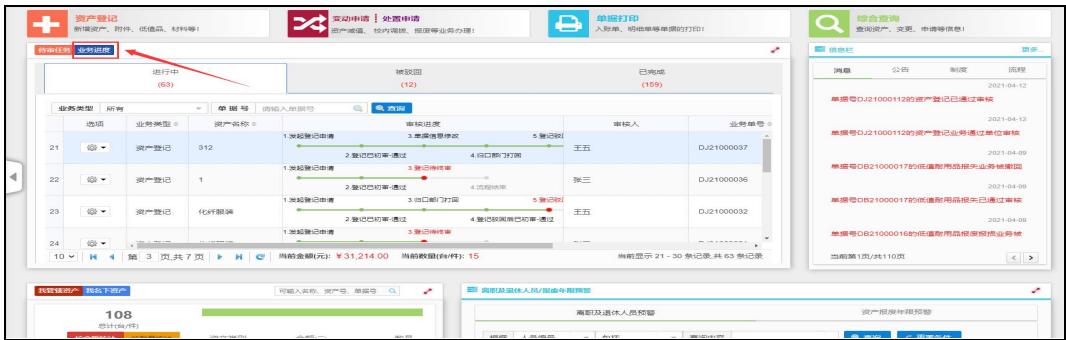 资产登记
新增资产、附件、低值品、材料等!
变动申请 | 处置申请
资产减值、校内调拨、报废等业务办理!
单据打印
入账单、明细单等单据的打印!
综合查询
查询资产、变更、申请等信息!
待审任务 业务进度
进行中
(63)
被驳回
(12)
已完成
(159)
业务类型 所有 单据号 请输入单据号 查询
选项 业务类型 资产名称 审核进度 审核人 业务单号
21 资产登记 312
1.发起登记申请 3.单据信息修改 5.登记驳
2.登记已初审-通过 4.归口部门打回
王五 DJ21000037
22 资产登记 1
1.发起登记申请 3.登记待终审
2.登记已初审-通过 4.流程结束
张三 DJ21000036
23 资产登记 化纤服装
1.发起登记申请 3.归口部门打回 5.登记驳
2.登记已初审-通过 4.登记驳回后已初审-通过
王五 DJ21000032
24
1.发起登记申请 3.登记待终审
10 第 3 页,共 7 页 当前金额(元): ¥31,214.00 当前数量(台/件): 15 当前显示 21 - 30 条记录,共 63 条记录
信息栏 更多...
消息 公告 制度 流程
2021-04-12
单据号DJ21000112的资产登记已通过审核
2021-04-12
单据号DJ21000112的资产登记业务通过单位审核
2021-04-09
单据号DB21000017的低值耐用品报失业务被撤回
2021-04-09
单据号DB21000017的低值耐用品报失已通过审核
2021-04-09
单据号DB21000016的低值耐用品报废报损业务被
当前第1页/共110页
我管辖资产 我名下资产 可输入名称、资产号、单据号
108
总计(台/件)
资产类别 金额(元) 数量
离职及退休人员/报废年限预警
离职及退休人员预警 资产报废年限预警
根据 人员编号 包括 查询内容 查询 重置条件